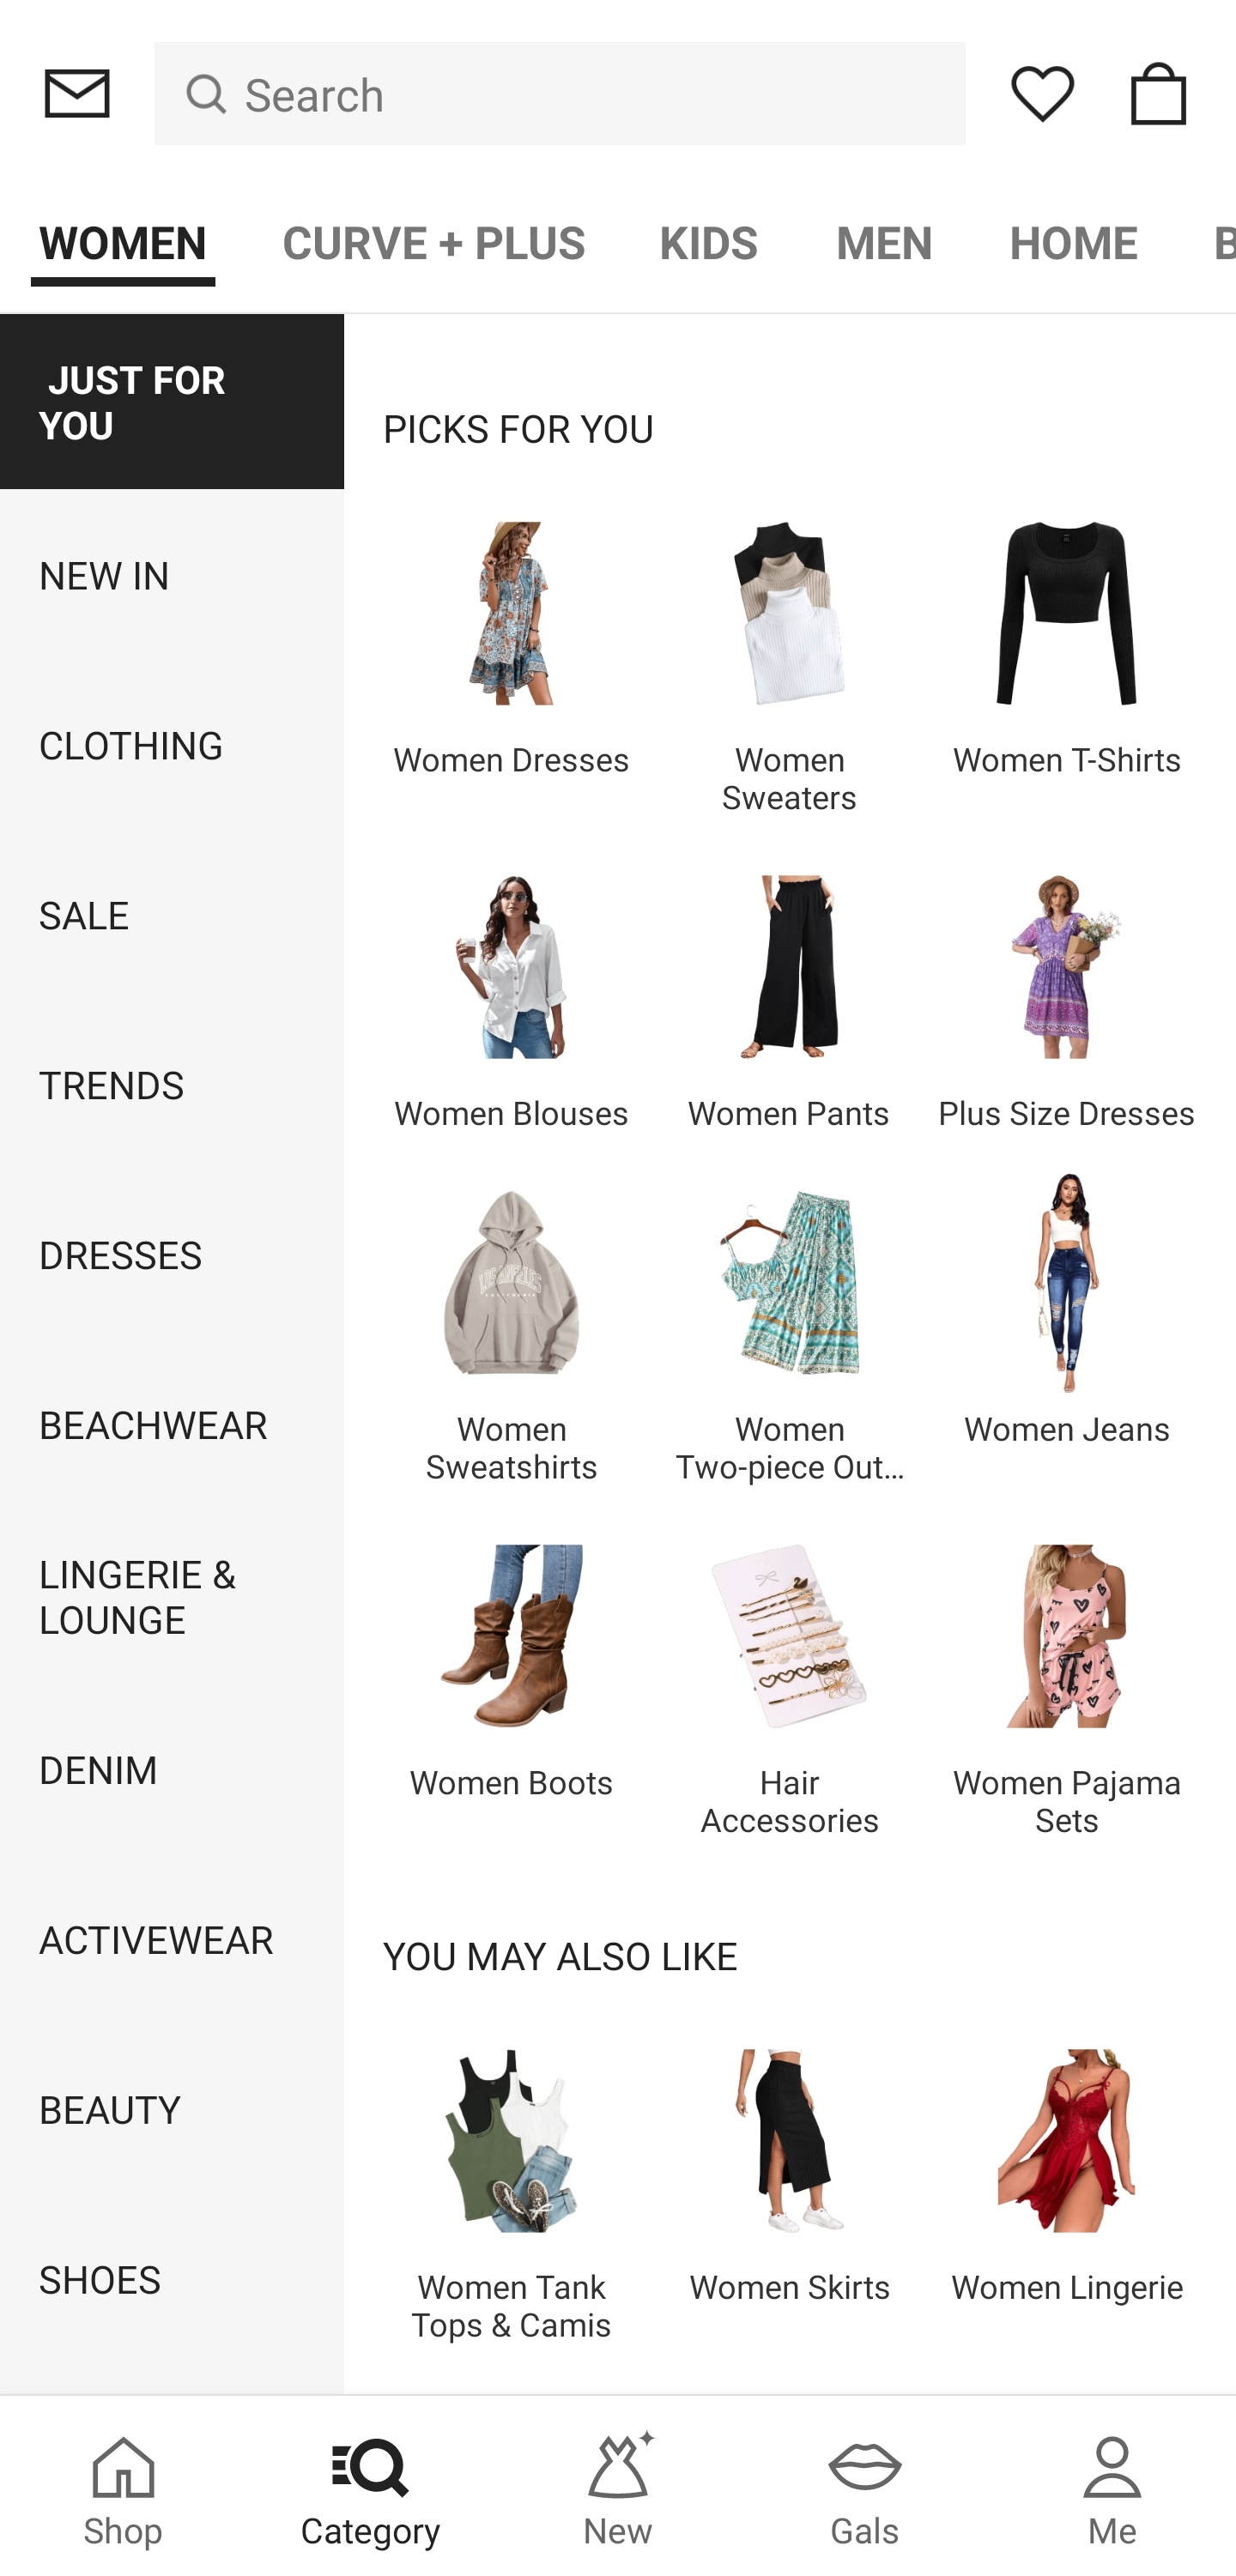 Search
WOMEN CURVE + PLUS KIDS MEN HOME
JUST FOR
YOU
NEW IN
CLOTHING
SALE
TRENDS
DRESSES
BEACHWEAR
LINGERIE &
LOUNGE
DENIM
ACTIVEWEAR
BEAUTY
SHOES
PICKS FOR YOU
Women Dresses
Women
Sweaters
Women T-Shirts
Women Blouses
Women Pants
Plus Size Dresses
LOS ANGELES
CALIFORNIA
Women
Sweatshirts
Women
Two-piece Out...
Women Jeans
Women Boots
Hair
Accessories
Women Pajama
Sets
YOU MAY ALSO LIKE
Women Tank
Tops & Camis
Women Skirts
Women Lingerie
Shop
Category
New
Gals
Me